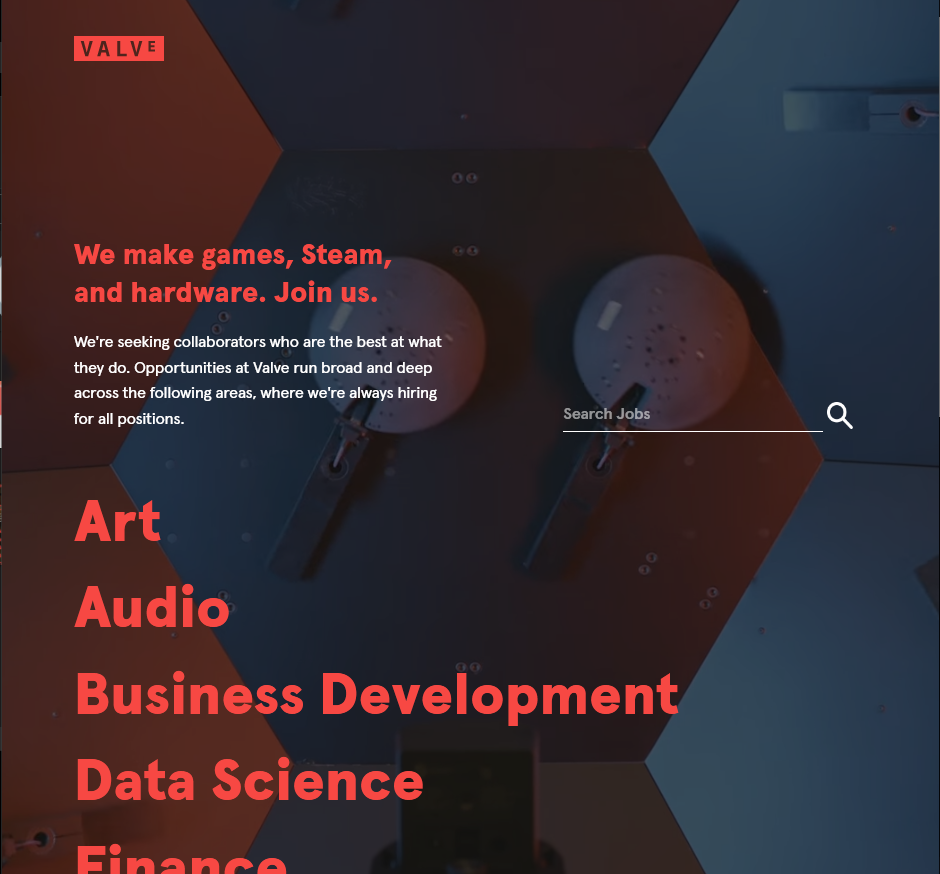 VALVE
We make games, Steam,
and hardware. Join us.
We're seeking collaborators who are the best at what
they do. Opportunities at Valve run broad and deep
across the following areas, where we're always hiring
for all positions.
Search Jobs
Art
Audio
Business Development
Data Science
Finance